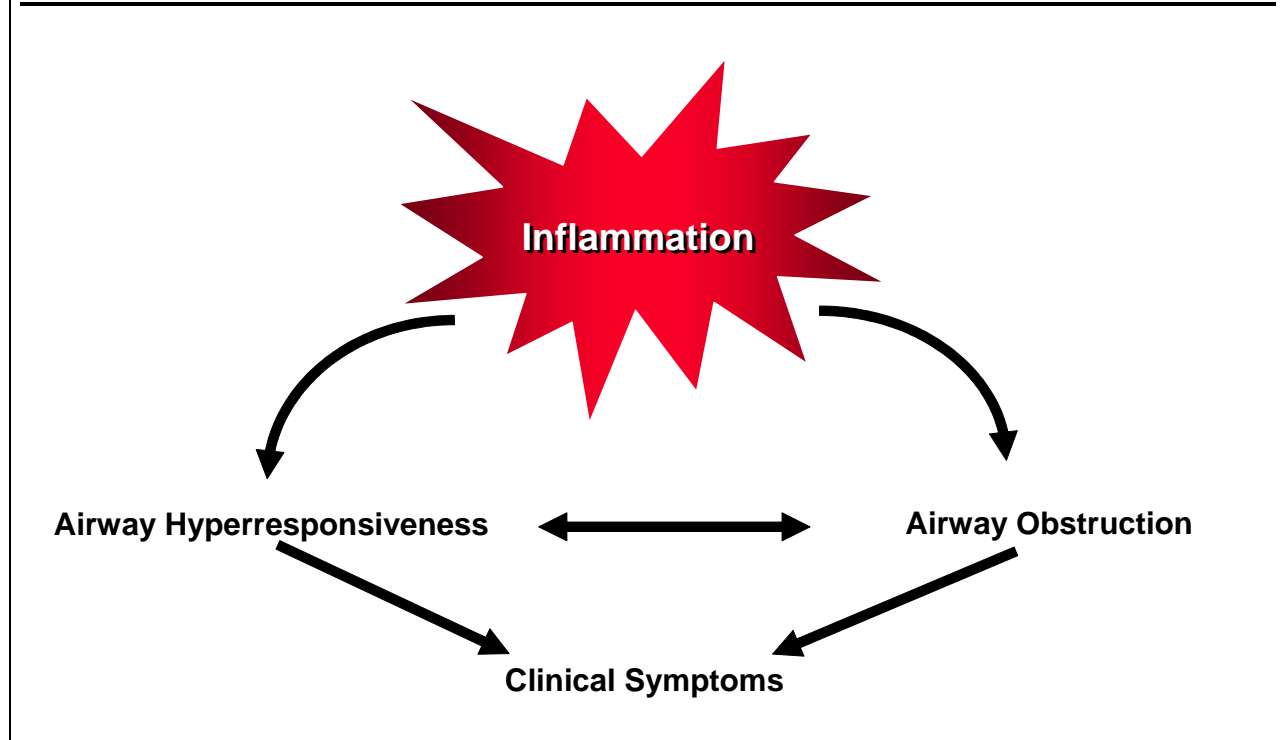 Inflammation
Airway Hyperresponsiveness
Airway Obstruction
Clinical Symptoms